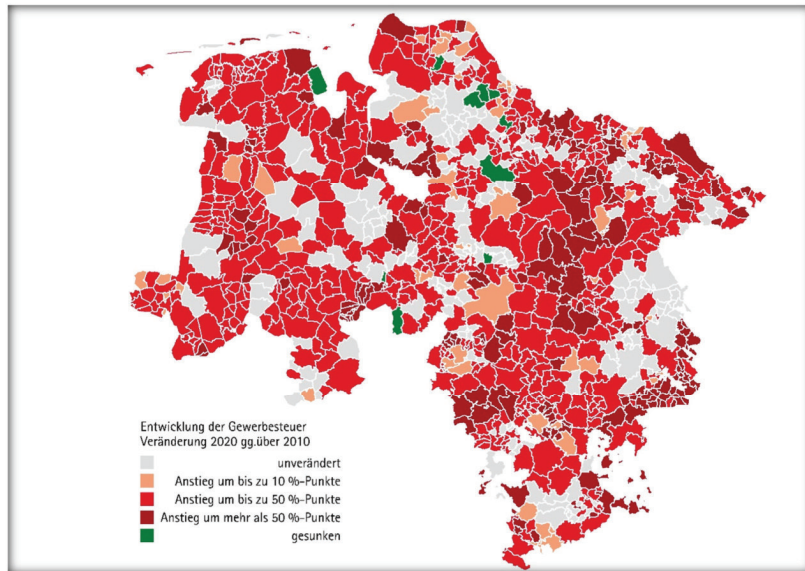 Entwicklung der Gewerbesteuer
Veränderung 2020 gg.über 2010
unverändert
Anstieg um bis zu 10 %-Punkte
Anstieg um bis zu 50 %-Punkte
Anstieg um mehr als 50 %-Punkte
gesunken